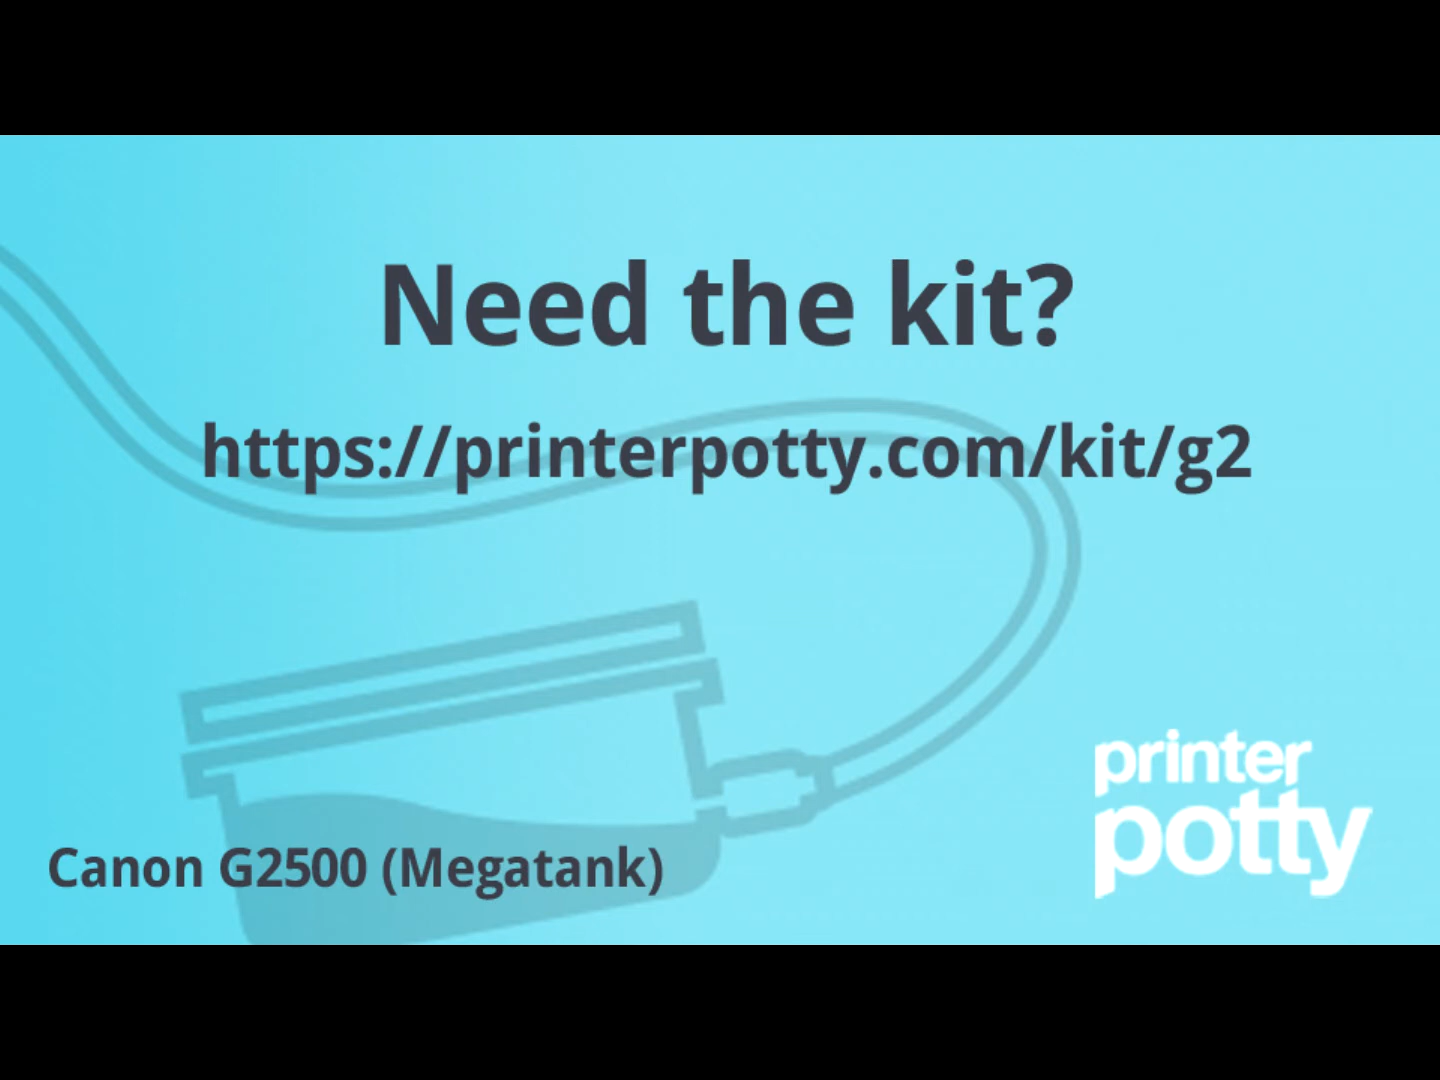 Need the kit?
https://printerpotty.com/kit/g2
Canon G2500 (Megatank)
printer
potty